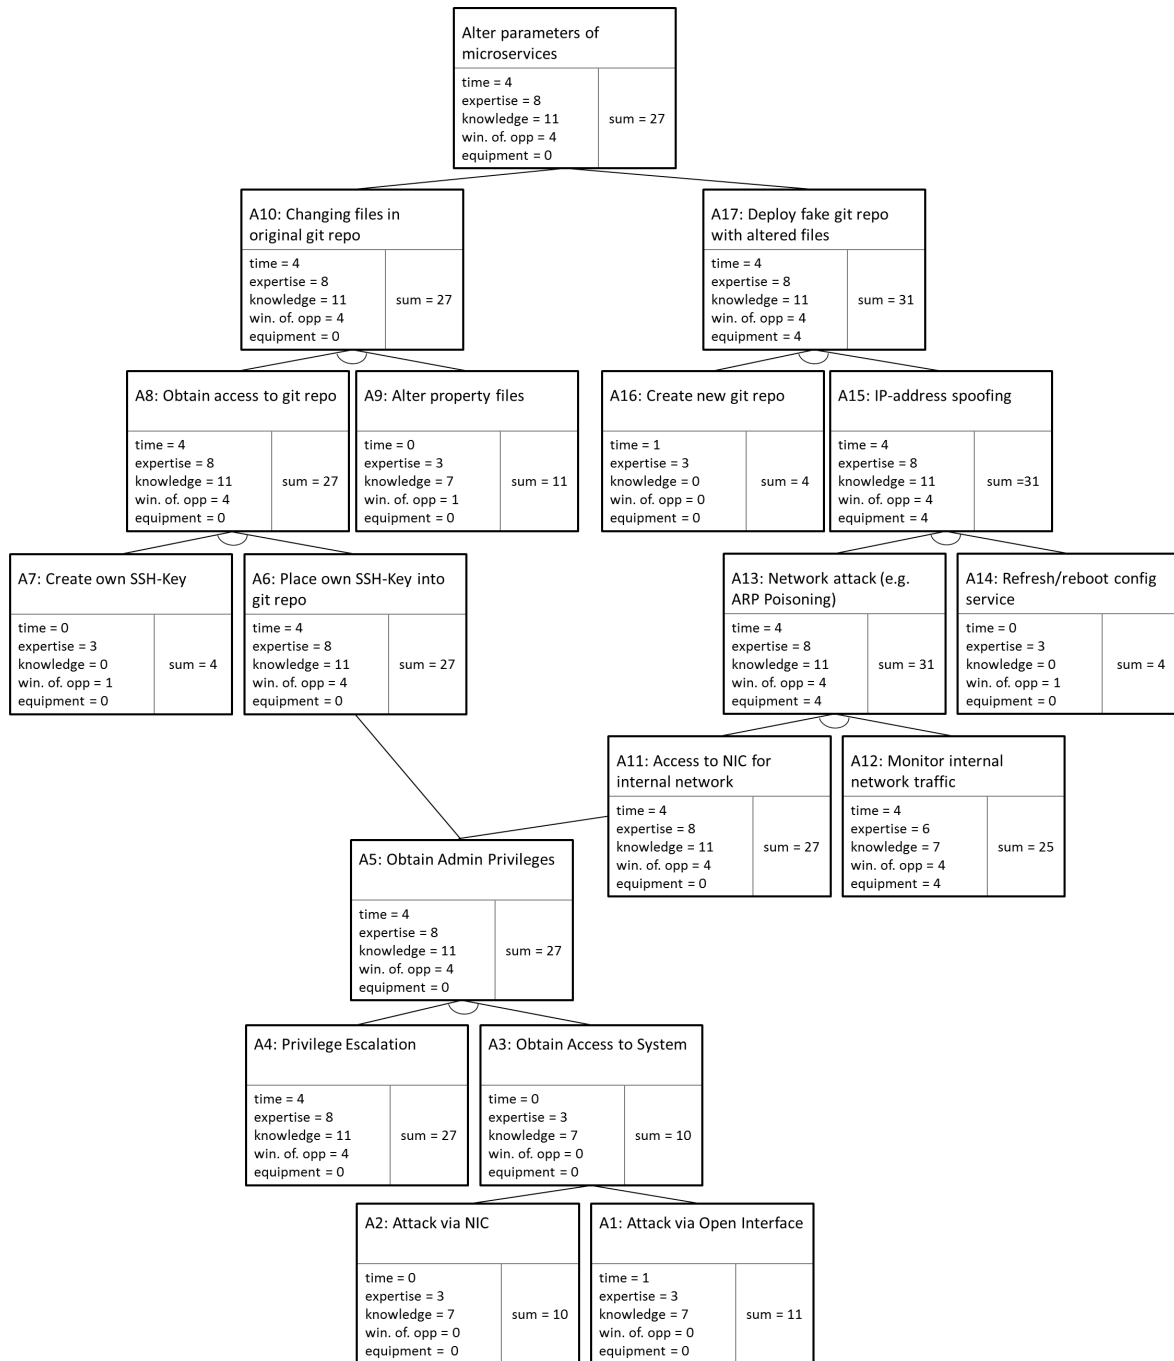 Alter parameters of
microservices
time = 4
expertise = 8
knowledge = 11
win. of. opp = 4
equipment = 0
sum = 27
A10: Changing files in
original git repo
time = 4
expertise = 8
knowledge = 11
win. of. opp = 4
equipment = 0
sum = 27
A17: Deploy fake git repo
with altered files
time = 4
expertise = 8
knowledge = 11
win. of. opp = 4
equipment = 4
sum = 31
A8: Obtain access to git repo
time = 4
expertise = 8
knowledge = 11
win. of. opp = 4
equipment = 0
sum = 27
A9: Alter property files
time = 0
expertise = 3
knowledge = 7
win. of. opp = 1
equipment = 0
sum = 11
A16: Create new git repo
time = 1
expertise = 3
knowledge = 0
win. of. opp = 0
equipment = 0
sum = 4
A15: IP-address spoofing
time = 4
expertise = 8
knowledge = 11
win. of. opp = 4
equipment = 4
sum =31
A7: Create own SSH-Key
time = 0
expertise = 3
knowledge = 0
win. of. opp = 1
equipment = 0
sum = 4
A6: Place own SSH-Key into
git repo
time = 4
expertise = 8
knowledge = 11
win. of. opp = 4
equipment = 0
sum = 27
A13: Network attack (e.g.
ARP Poisoning)
time = 4
expertise = 8
knowledge = 11
win. of. opp = 4
equipment = 4
sum = 31
A14: Refresh/reboot config
service
time = 0
expertise = 3
knowledge = 0
win. of. opp = 1
equipment = 0
sum = 4
A11: Access to NIC for
internal network
time = 4
expertise = 8
knowledge = 11
win. of. opp = 4
equipment = 0
sum = 27
A12: Monitor internal
network traffic
time = 4
expertise = 6
knowledge = 7
win. of. opp = 4
equipment = 4
sum = 25
A5: Obtain Admin Privileges
time = 4
expertise = 8
knowledge = 11
win. of. opp = 4
equipment = 0
sum = 27
A4: Privilege Escalation
time = 4
expertise = 8
knowledge = 11
win. of. opp = 4
equipment = 0
sum = 27
A3: Obtain Access to System
time = 0
expertise = 3
knowledge = 7
win. of. opp = 0
equipment = 0
sum = 10
A2: Attack via NIC
time = 0
expertise = 3
knowledge = 7
win. of. opp = 0
equipment =  0
sum = 10
A1: Attack via Open Interface
time = 1
expertise = 3
knowledge = 7
win. of. opp = 0
equipment = 0
sum = 11